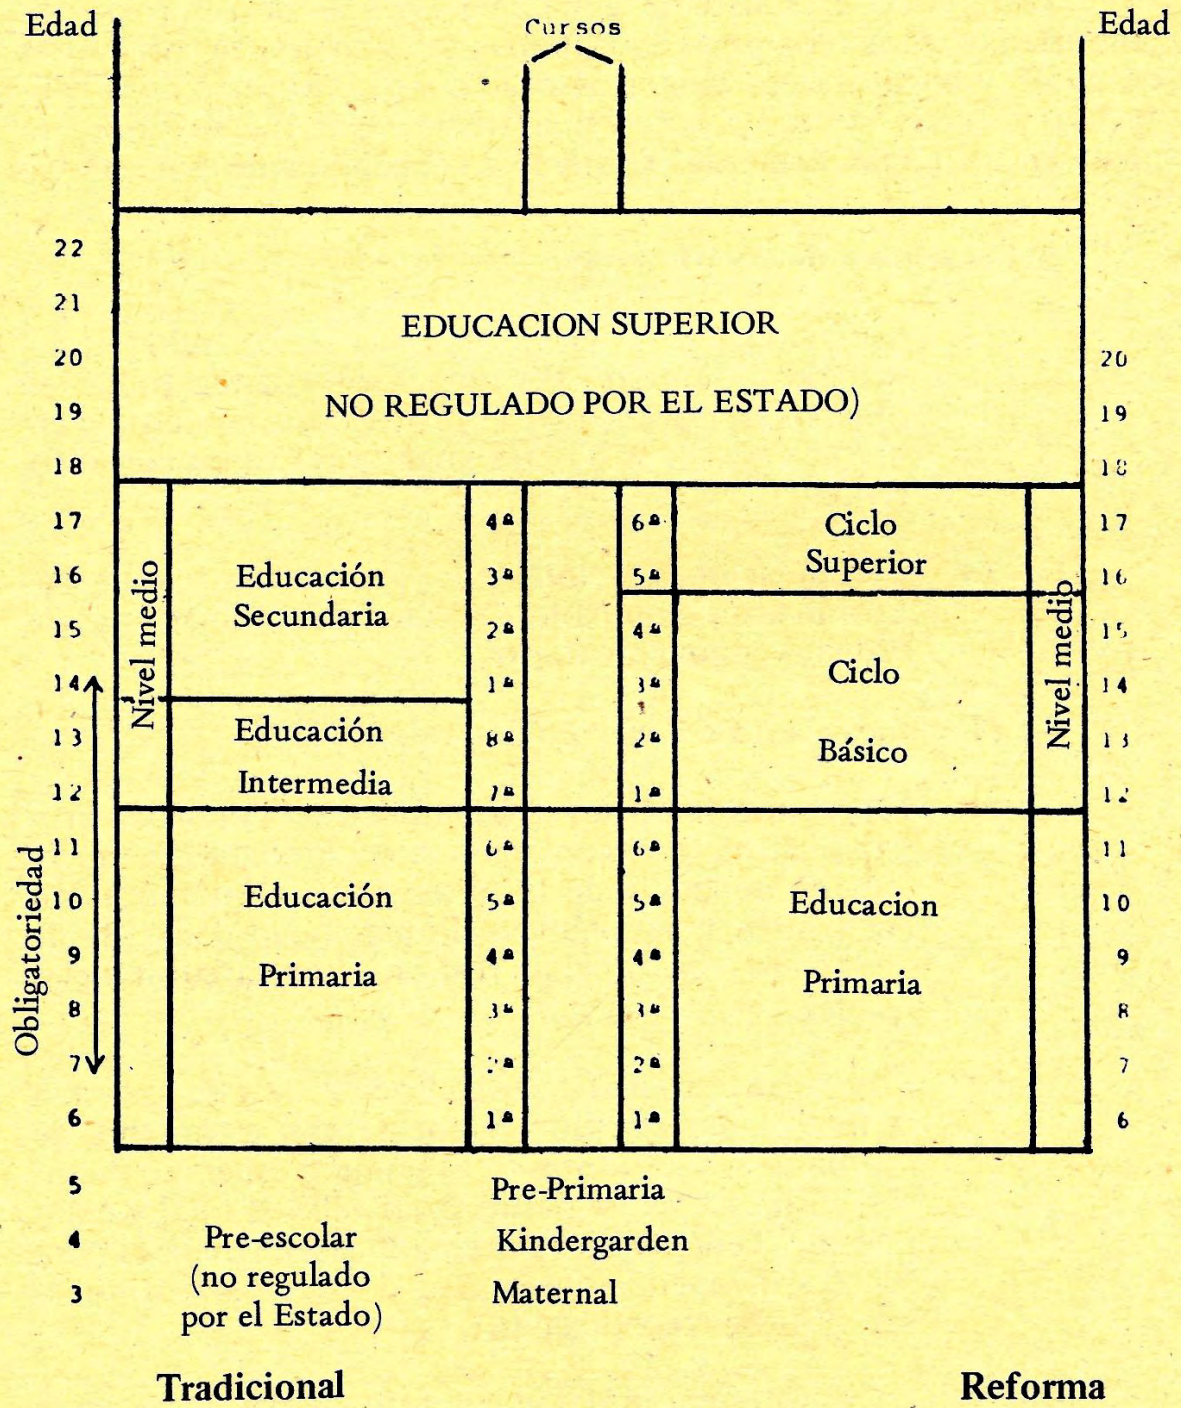 Edad Cursos Edad
22
21
EDUCACION SUPERIOR
20 20
NO REGULADO POR EL ESTADO)
19 19
18 18
17 4ª 6ª Ciclo 17
Superior
16 Educación 3ª 5ª 16
Secundaria
15 2ª 4ª 15
Nivel medio
Nivel medio
14 1ª 3ª Ciclo 14
13 Educación 8ª 2ª Básico 13
12 Intermedia 7ª 1ª 12
11 6ª 6ª 11
Obligatoriedad
10 Educación 5ª 5ª Educacion 10
9 Primaria 4ª 4ª Primaria 9
8 3ª 3ª 8
7 2ª 2ª 7
6 1ª 1ª 6
5 Pre-Primaria
4 Pre-escolar Kindergarden
(no regulado
3 Maternal
por el Estado)
Tradicional Reforma